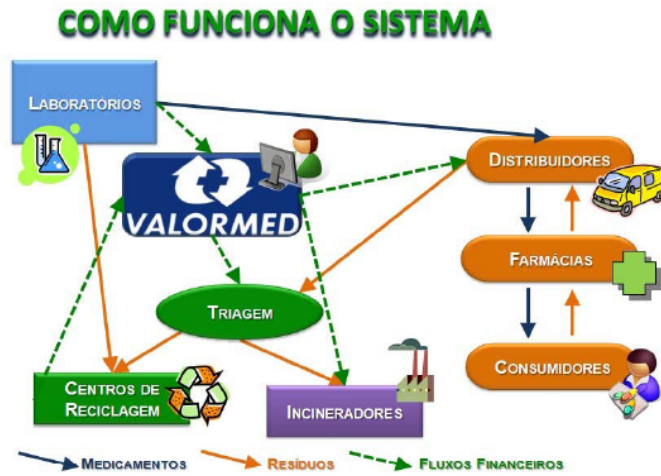 COMO FUNCIONA O SISTEMA
LABORATÓRIOS
DISTRIBUIDORES
VALORMED
FARMÁCIAS
TRIAGEM
CONSUMIDORES
CENTROS DE
RECICLAGEM
INCINERADORES
MEDICAMENTOS
RESÍDUOS
FLUXOS FINANCEIROS